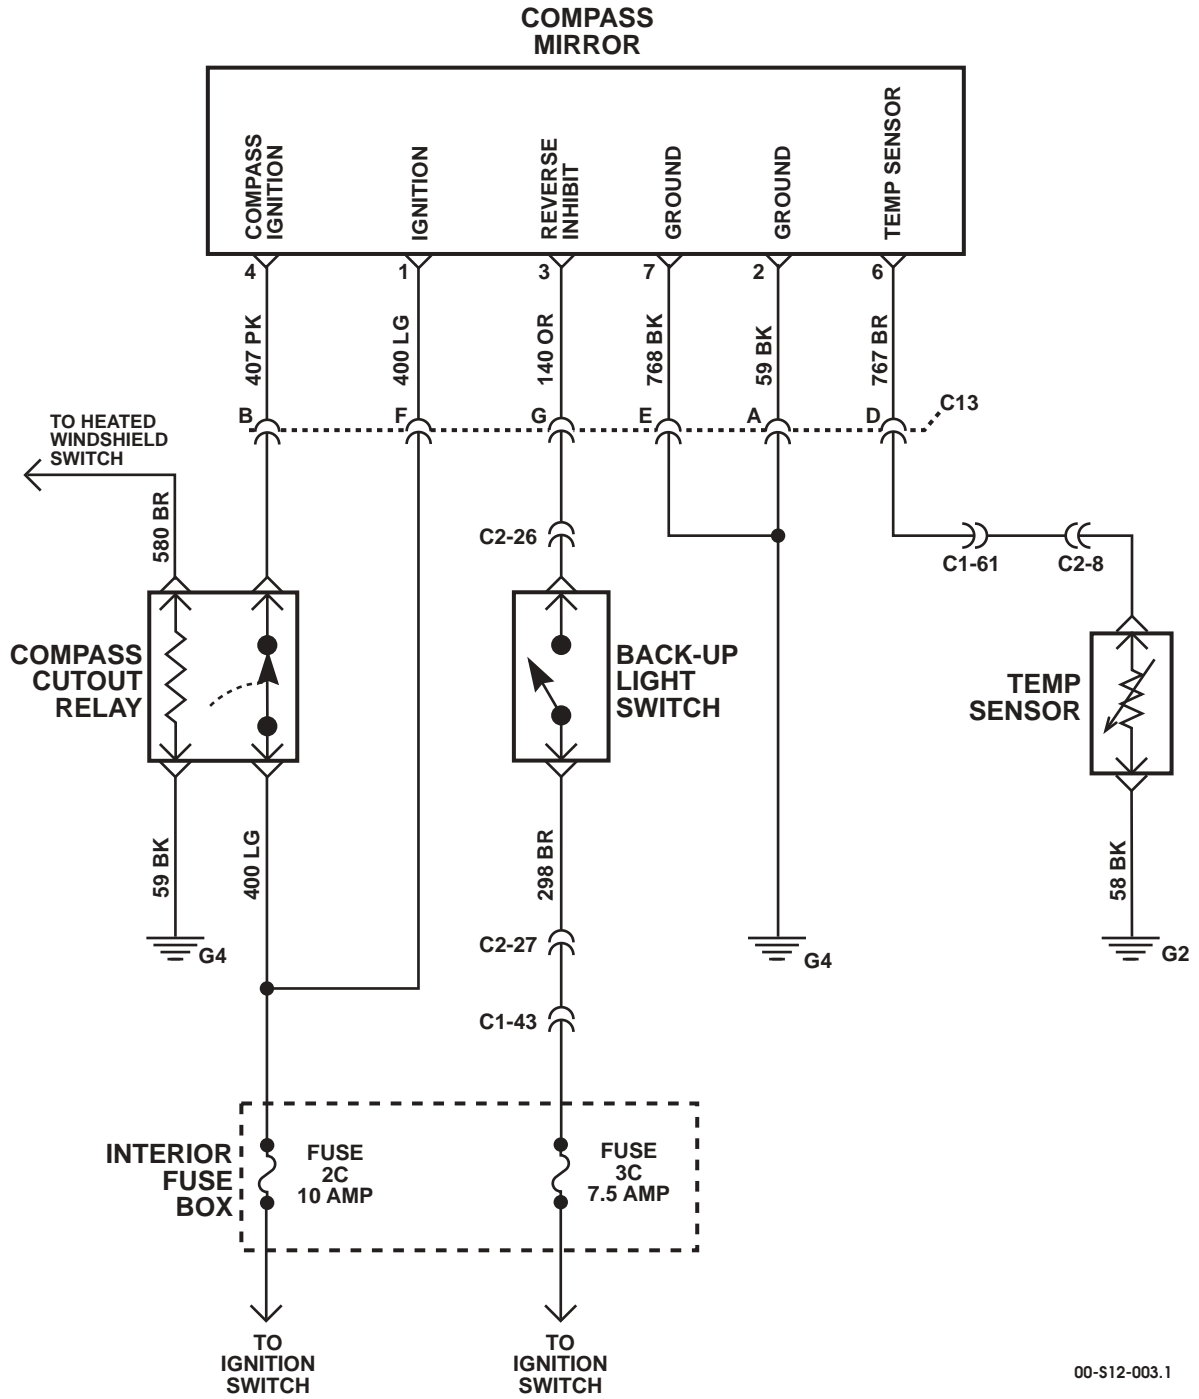 COMPASS
MIRROR
COMPASS
IGNITION
IGNITION
REVERSE
INHIBIT
GROUND
GROUND
TEMP SENSOR
4
1
3
7
2
6
407 PK
400 LG
140 OR
768 BK
59 BK
767 BR
B
F
G
E
A
D
C13
TO HEATED
WINDSHIELD
SWITCH
580 BR
C2-26
C1-61
C2-8
COMPASS
CUTOUT
RELAY
BACK-UP
LIGHT
SWITCH
TEMP
SENSOR
59 BK
400 LG
298 BR
58 BK
G4
C2-27
G4
G2
C1-43
INTERIOR
FUSE
BOX
FUSE
2C
10 AMP
FUSE
3C
7.5 AMP
TO
IGNITION
SWITCH
TO
IGNITION
SWITCH
00-S12-003.1